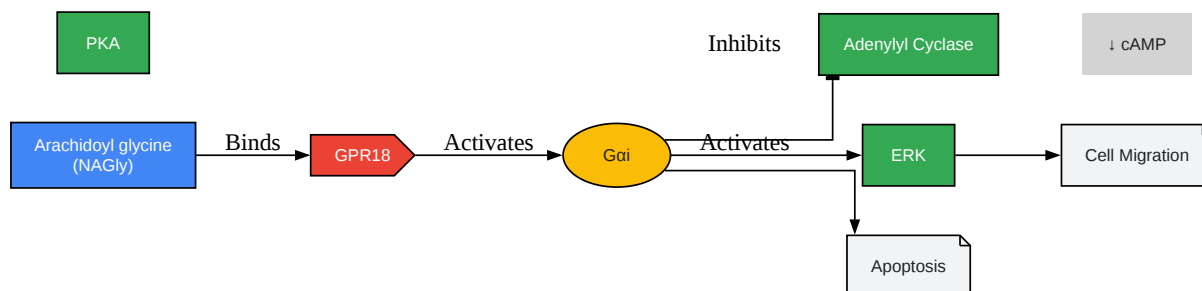 PKA
Inhibits
Adenylyl Cyclase
↓ cAMP
Arachidoyl glycine
(NAGly)
Binds
GPR18
Activates
Gαi
Activates
ERK
Cell Migration
Apoptosis